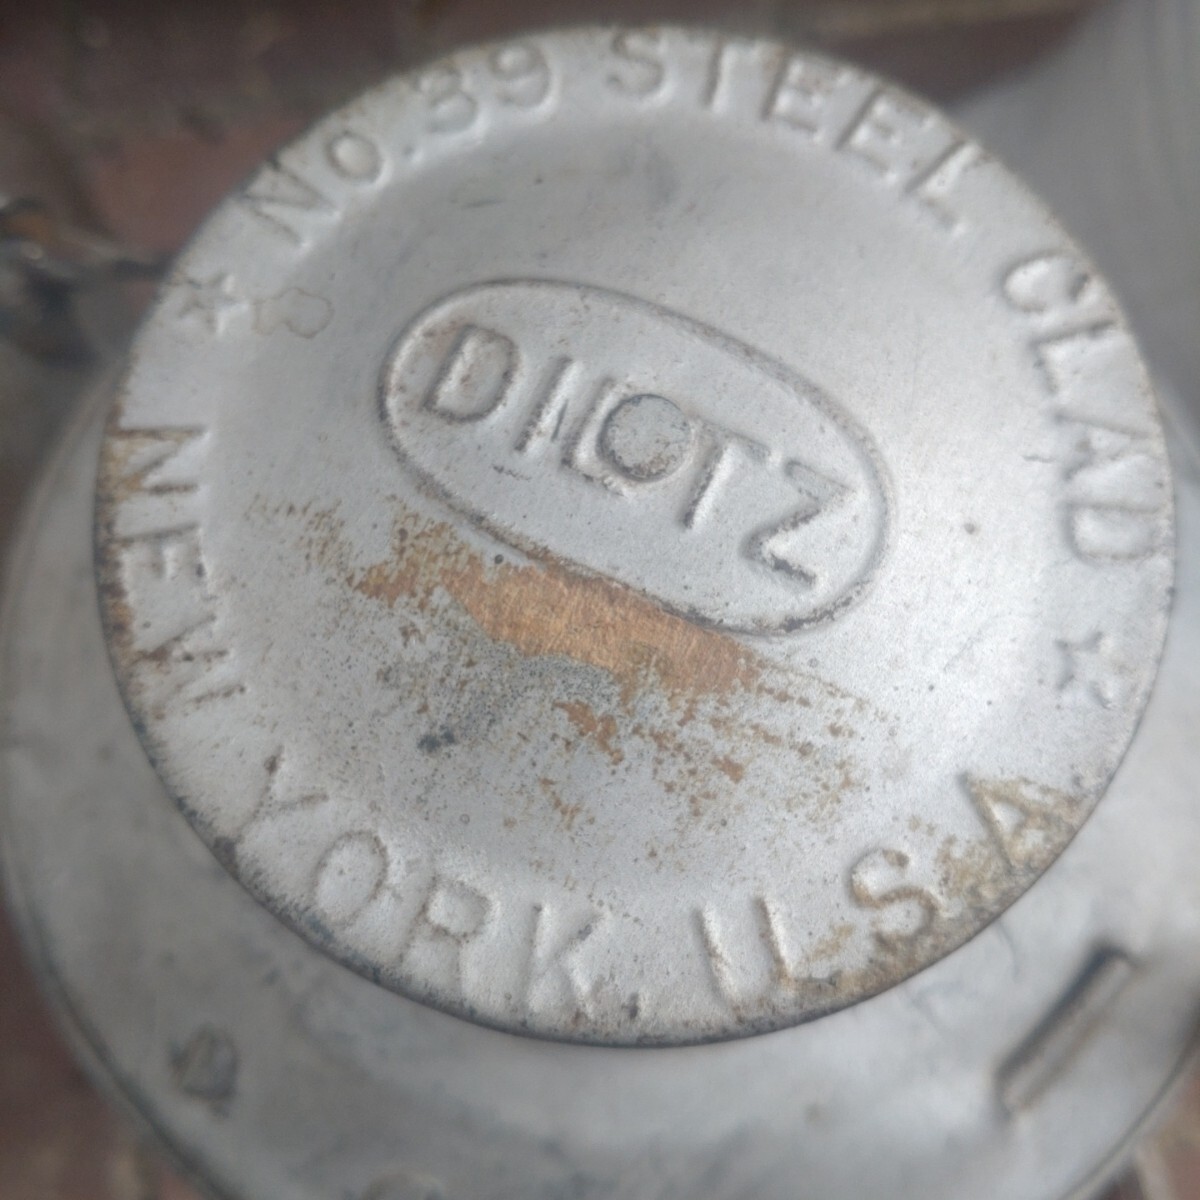 No. 39 STEEL CLAD
DIETZ
NEW YORK, U.S.A